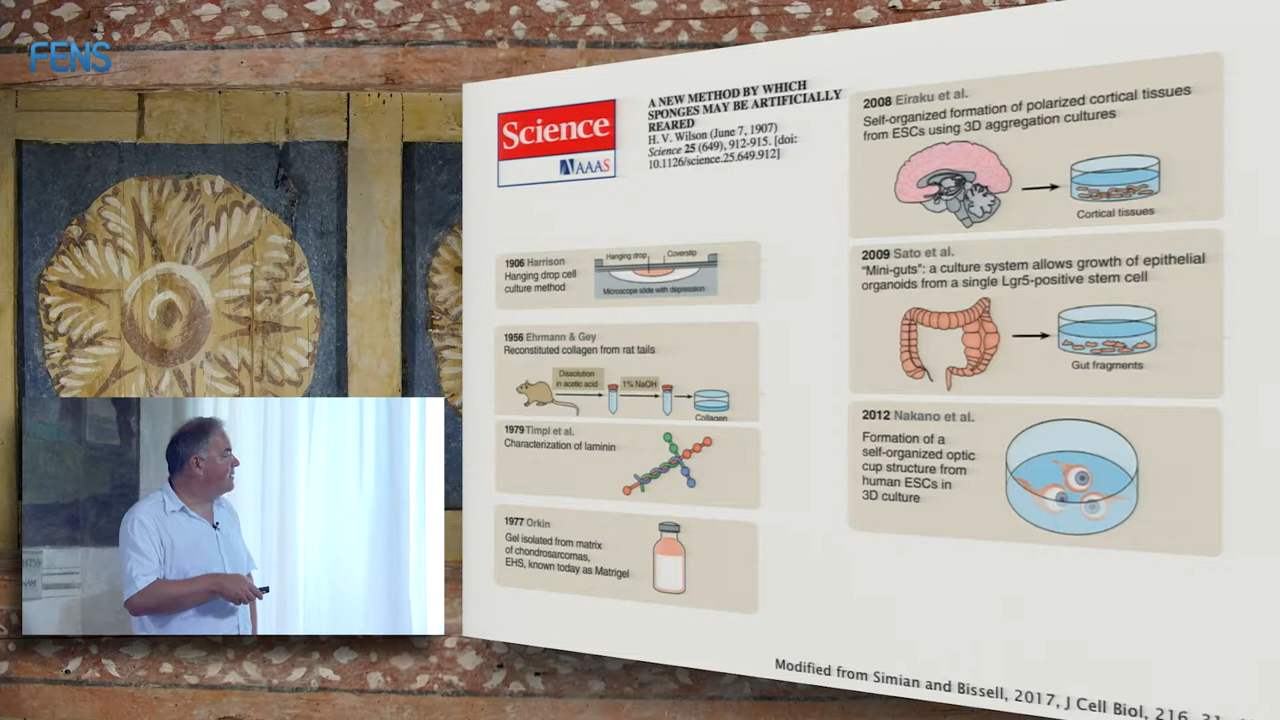 FENS
Science
AAAS
A NEW METHOD BY WHICH
SPONGES MAY BE ARTIFICIALLY
REARED
H. V. Wilson (June 7, 1907)
Science 25 (649), 912-915. [doi:
10.1126/science.25.649.912]
1906 Harrison
Hanging drop cell
culture method
Hanging drop
Coverslip
Microscope slide with depression
1956 Ehrmann & Gey
Reconstituted collagen from rat tails
Dissolution
in acetic acid
1% NaOH
Collagen
1979 Timpl et al.
Characterization of laminin
1977 Orkin
Gel isolated from matrix
of chondrosarcomas,
EHS, known today as Matrigel
2008 Eiraku et al.
Self-organized formation of polarized cortical tissues
from ESCs using 3D aggregation cultures
Cortical tissues
2009 Sato et al.
"Mini-guts": a culture system allows growth of epithelial
organoids from a single Lgr5-positive stem cell
Gut fragments
2012 Nakano et al.
Formation of a
self-organized optic
cup structure from
human ESCs in
3D culture
Modified from Simian and Bissell, 2017, J Cell Biol, 216,